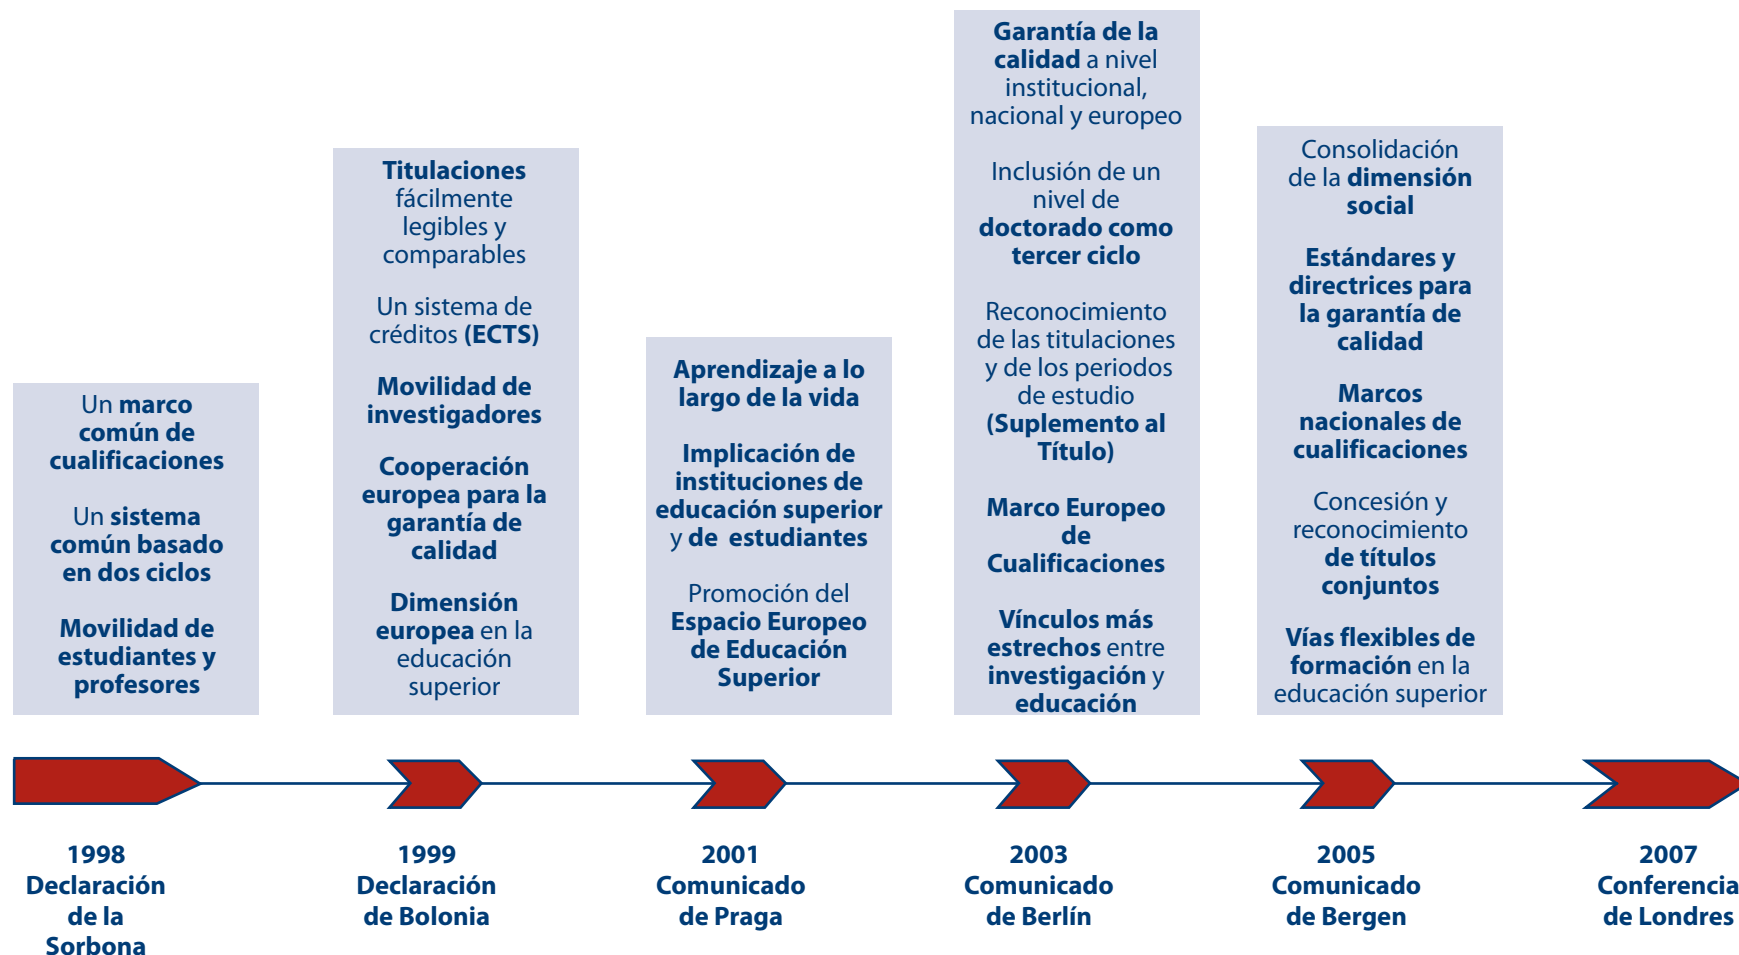 Un marco
común de
cualificaciones
Un sistema
común basado
en dos ciclos
Movilidad de
estudiantes y
profesores
Titulaciones
fácilmente
legibles y
comparables
Un sistema de
créditos (ECTS)
Movilidad de
investigadores
Cooperación
europea para la
garantía de
calidad
Dimensión
europea en la
educación
superior
Aprendizaje a lo
largo de la vida
Implicación de
instituciones de
educación superior
y de estudiantes
Promoción del
Espacio Europeo
de Educación
Superior
Garantía de la
calidad a nivel
institucional,
nacional y europeo
Inclusión de un
nivel de
doctorado como
tercer ciclo
Reconocimiento
de las titulaciones
y de los periodos
de estudio
(Suplemento al
Título)
Marco Europeo
de
Cualificaciones
Vínculos más
estrechos entre
investigación y
educación
Consolidación
de la dimensión
social
Estándares y
directrices para
la garantía de
calidad
Marcos
nacionales de
cualificaciones
Concesión y
reconocimiento
de títulos
conjuntos
Vías flexibles de
formación en la
educación superior
1998
Declaración
de la
Sorbona
1999
Declaración
de Bolonia
2001
Comunicado
de Praga
2003
Comunicado
de Berlín
2005
Comunicado
de Bergen
2007
Conferencia
de Londres